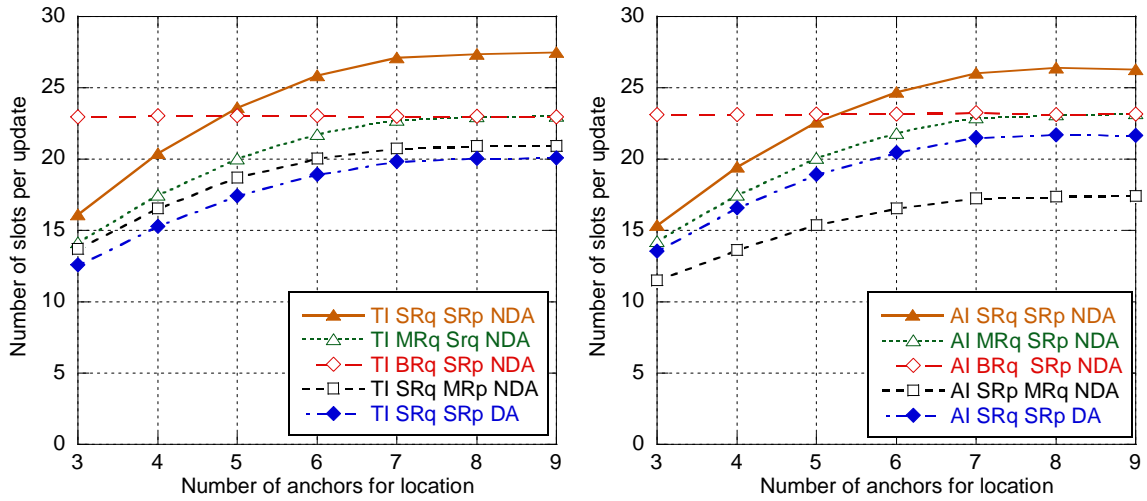 Number of slots per update
30
25
20
15
10
5
0
TI SRq SRp NDA
TI MRq Srq NDA
TI BRq SRp NDA
TI SRq MRp NDA
TI SRq SRp DA
3 4 5 6 7 8 9
Number of anchors for location
Number of slots per update
30
25
20
15
10
5
0
AI SRq SRp NDA
AI MRq SRp NDA
AI BRq SRp NDA
AI SRp MRq NDA
AI SRq SRp DA
3 4 5 6 7 8 9
Number of anchors for location